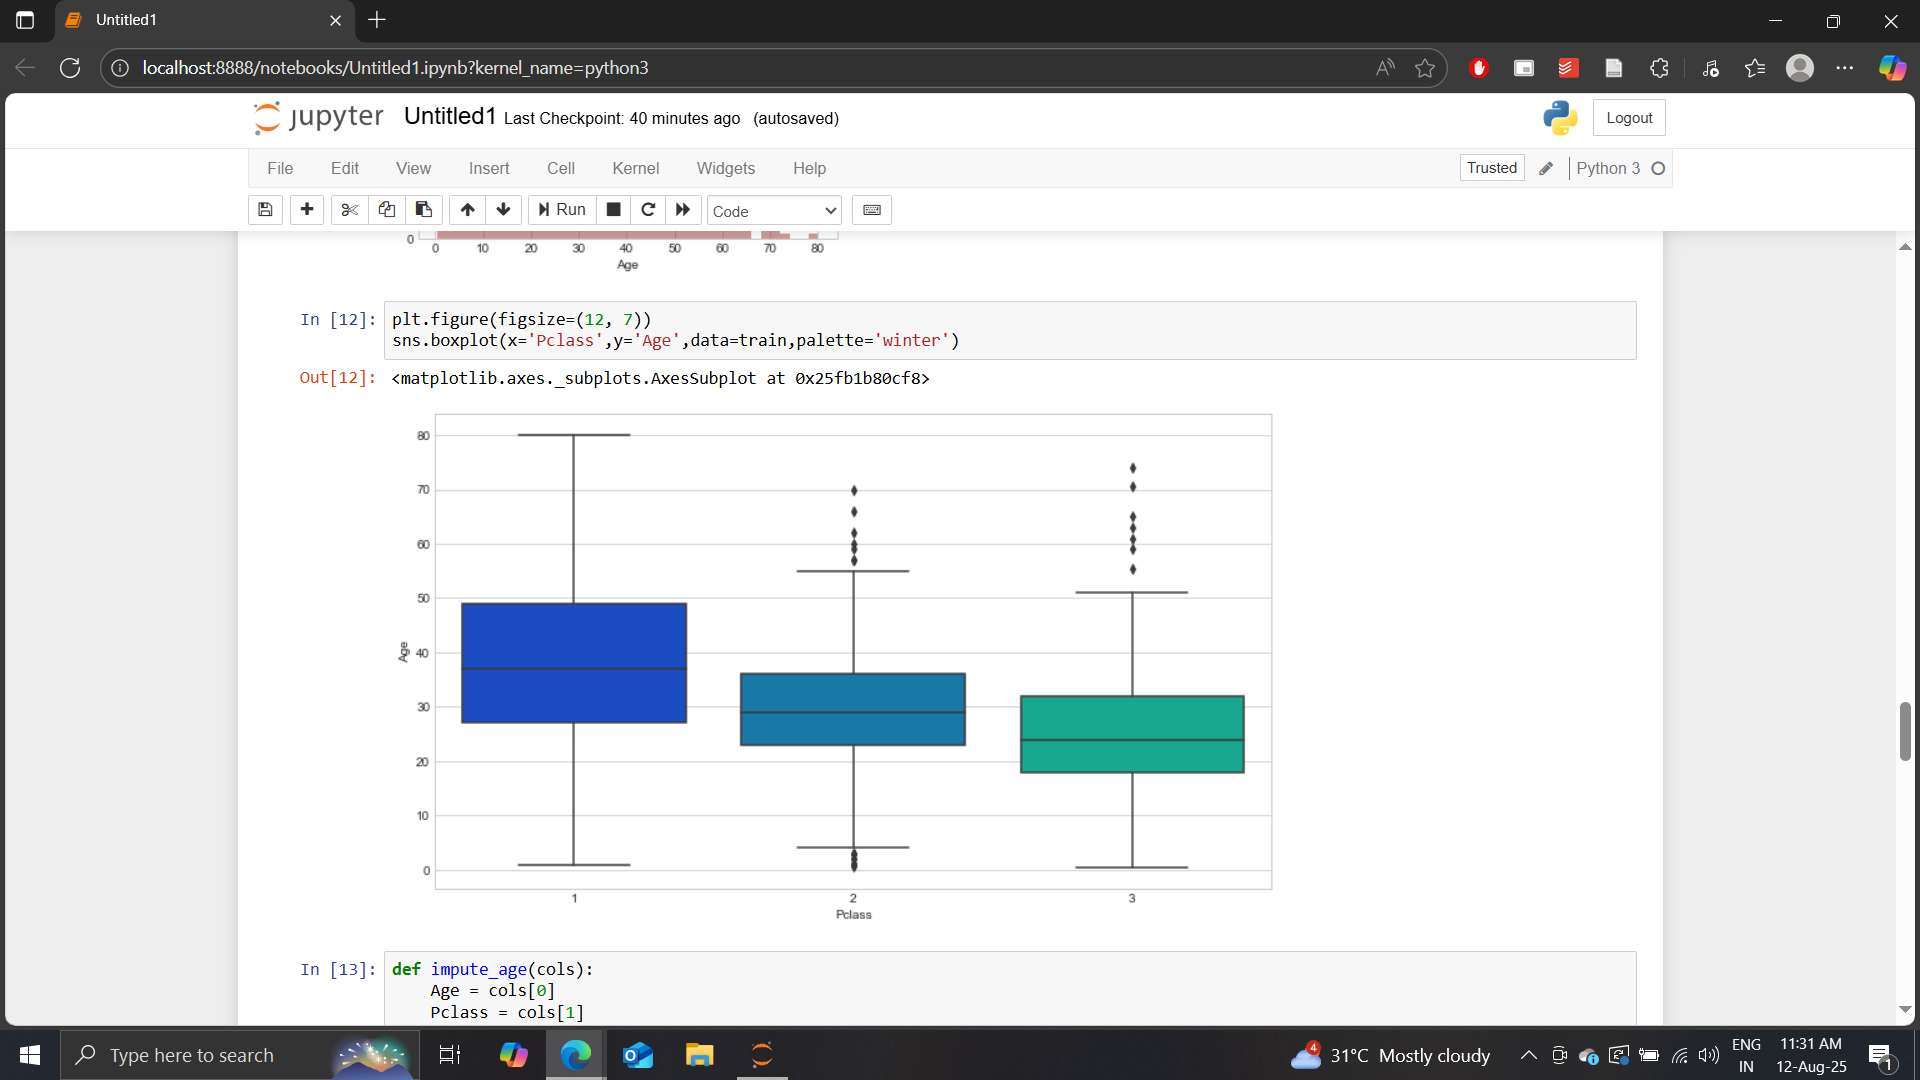 Untitled1
localhost:8888/notebooks/Untitled1.ipynb?kernel_name=python3
jupyter Untitled1 Last Checkpoint: 40 minutes ago (autosaved)
Logout
File Edit View Insert Cell Kernel Widgets Help
Trusted Python 3
Run Code
0
0 10 20 30 40 50 60 70 80
Age
In [12]: plt.figure(figsize=(12, 7))
sns.boxplot(x='Pclass',y='Age',data=train,palette='winter')
Out[12]: <matplotlib.axes._subplots.AxesSubplot at 0x25fb1b80cf8>
80
70
60
50
Age
40
30
20
10
0
1 2 3
Pclass
In [13]: def impute_age(cols):
Age = cols[0]
Pclass = cols[1]
Type here to search
4
31°C Mostly cloudy
ENG
IN
11:31 AM
12-Aug-25
1